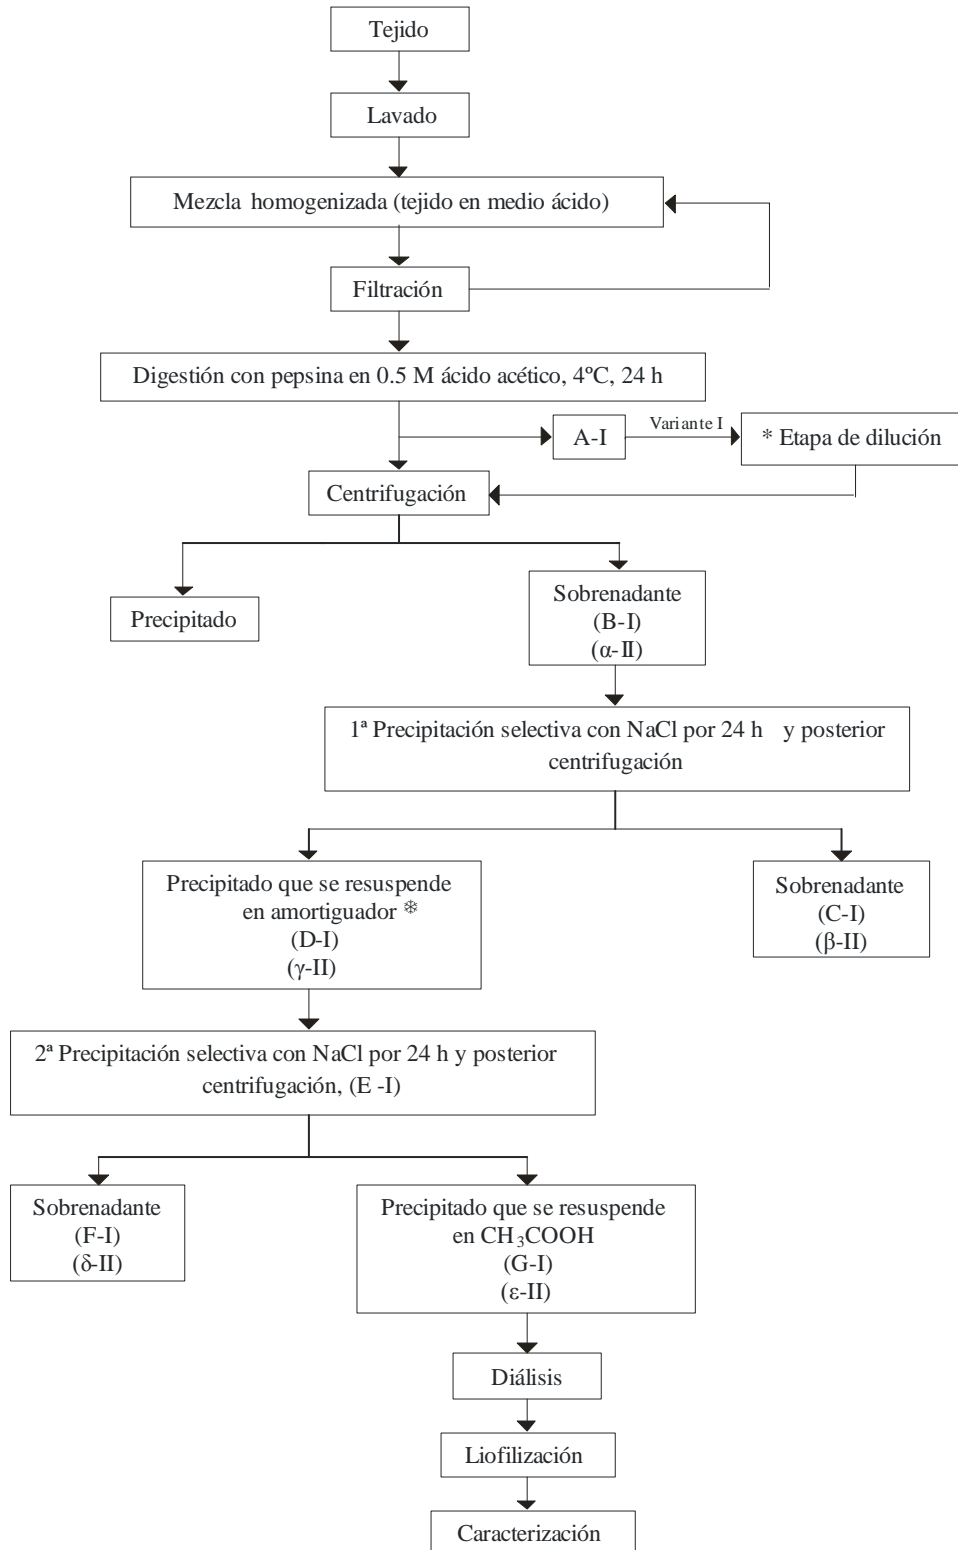 Tejido
Lavado
Mezcla homogenizada (tejido en medio ácido)
Filtración
Digestión con pepsina en 0.5 M ácido acético, 4ºC, 24 h
A-I
Variante I
* Etapa de dilución
Centrifugación
Precipitado
Sobrenadante
(B-I)
(α-II)
1ª Precipitación selectiva con NaCl por 24 h y posterior
centrifugación
Precipitado que se resuspende
en amortiguador ❄
(D-I)
(γ-II)
Sobrenadante
(C-I)
(β-II)
2ª Precipitación selectiva con NaCl por 24 h y posterior
centrifugación, (E -I)
Sobrenadante
(F-I)
(δ-II)
Precipitado que se resuspende
en CH₃COOH
(G-I)
(ε-II)
Diálisis
Liofilización
Caracterización